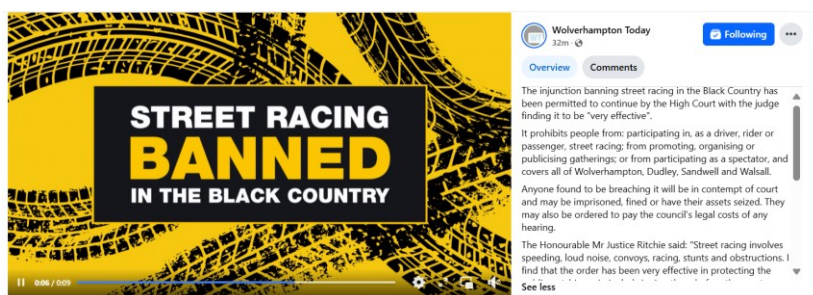 STREET RACING
BANNED
IN THE BLACK COUNTRY
0:06 / 0:09
Wolverhampton Today
32m ·
Following
Overview
Comments
The injunction banning street racing in the Black Country has
been permitted to continue by the High Court with the judge
finding it to be "very effective".
It prohibits people from: participating in, as a driver, rider or
passenger, street racing; from promoting, organising or
publicising gatherings; or from participating as a spectator, and
covers all of Wolverhampton, Dudley, Sandwell and Walsall.
Anyone found to be breaching it will be in contempt of court
and may be imprisoned, fined or have their assets seized. They
may also be ordered to pay the council's legal costs of any
hearing.
The Honourable Mr Justice Ritchie said: "Street racing involves
speeding, loud noise, convoys, racing, stunts and obstructions. I
find that the order has been very effective in protecting the
See less